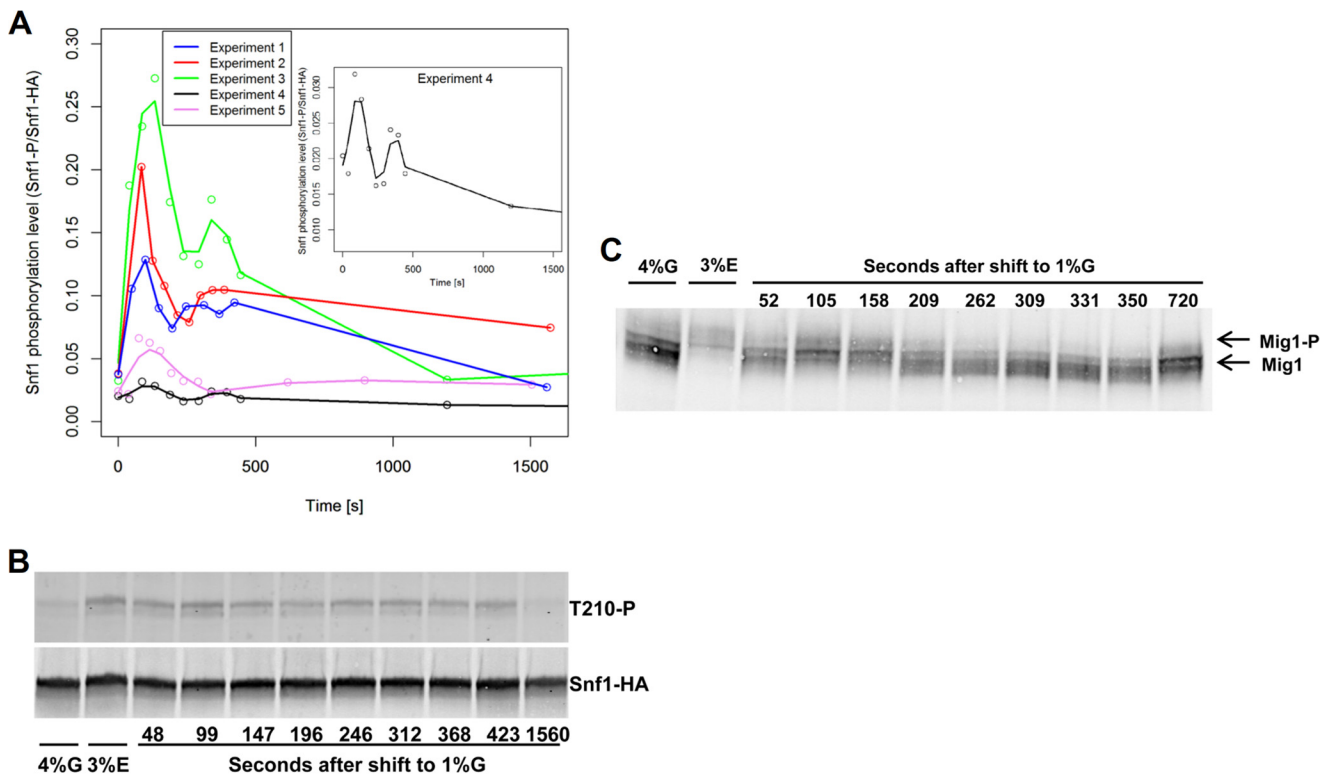 A
Snf1 phosphorylation level (Snf1-P/Snf1-HA)
0.30
0.25
0.20
0.15
0.10
0.05
0.00
Experiment 1
Experiment 2
Experiment 3
Experiment 4
Experiment 5
Experiment 4
Snf1 phosphorylation level (Snf1-P/Snf1-HA)
0.030
0.025
0.020
0.015
0.010
0
500
1000
1500
Time [s]
0
500
1000
1500
Time [s]
C
4%G
3%E
Seconds after shift to 1%G
52 105 158 209 262 309 331 350 720
Mig1-P
Mig1
B
T210-P
Snf1-HA
48 99 147 196 246 312 368 423 1560
4%G 3%E Seconds after shift to 1%G